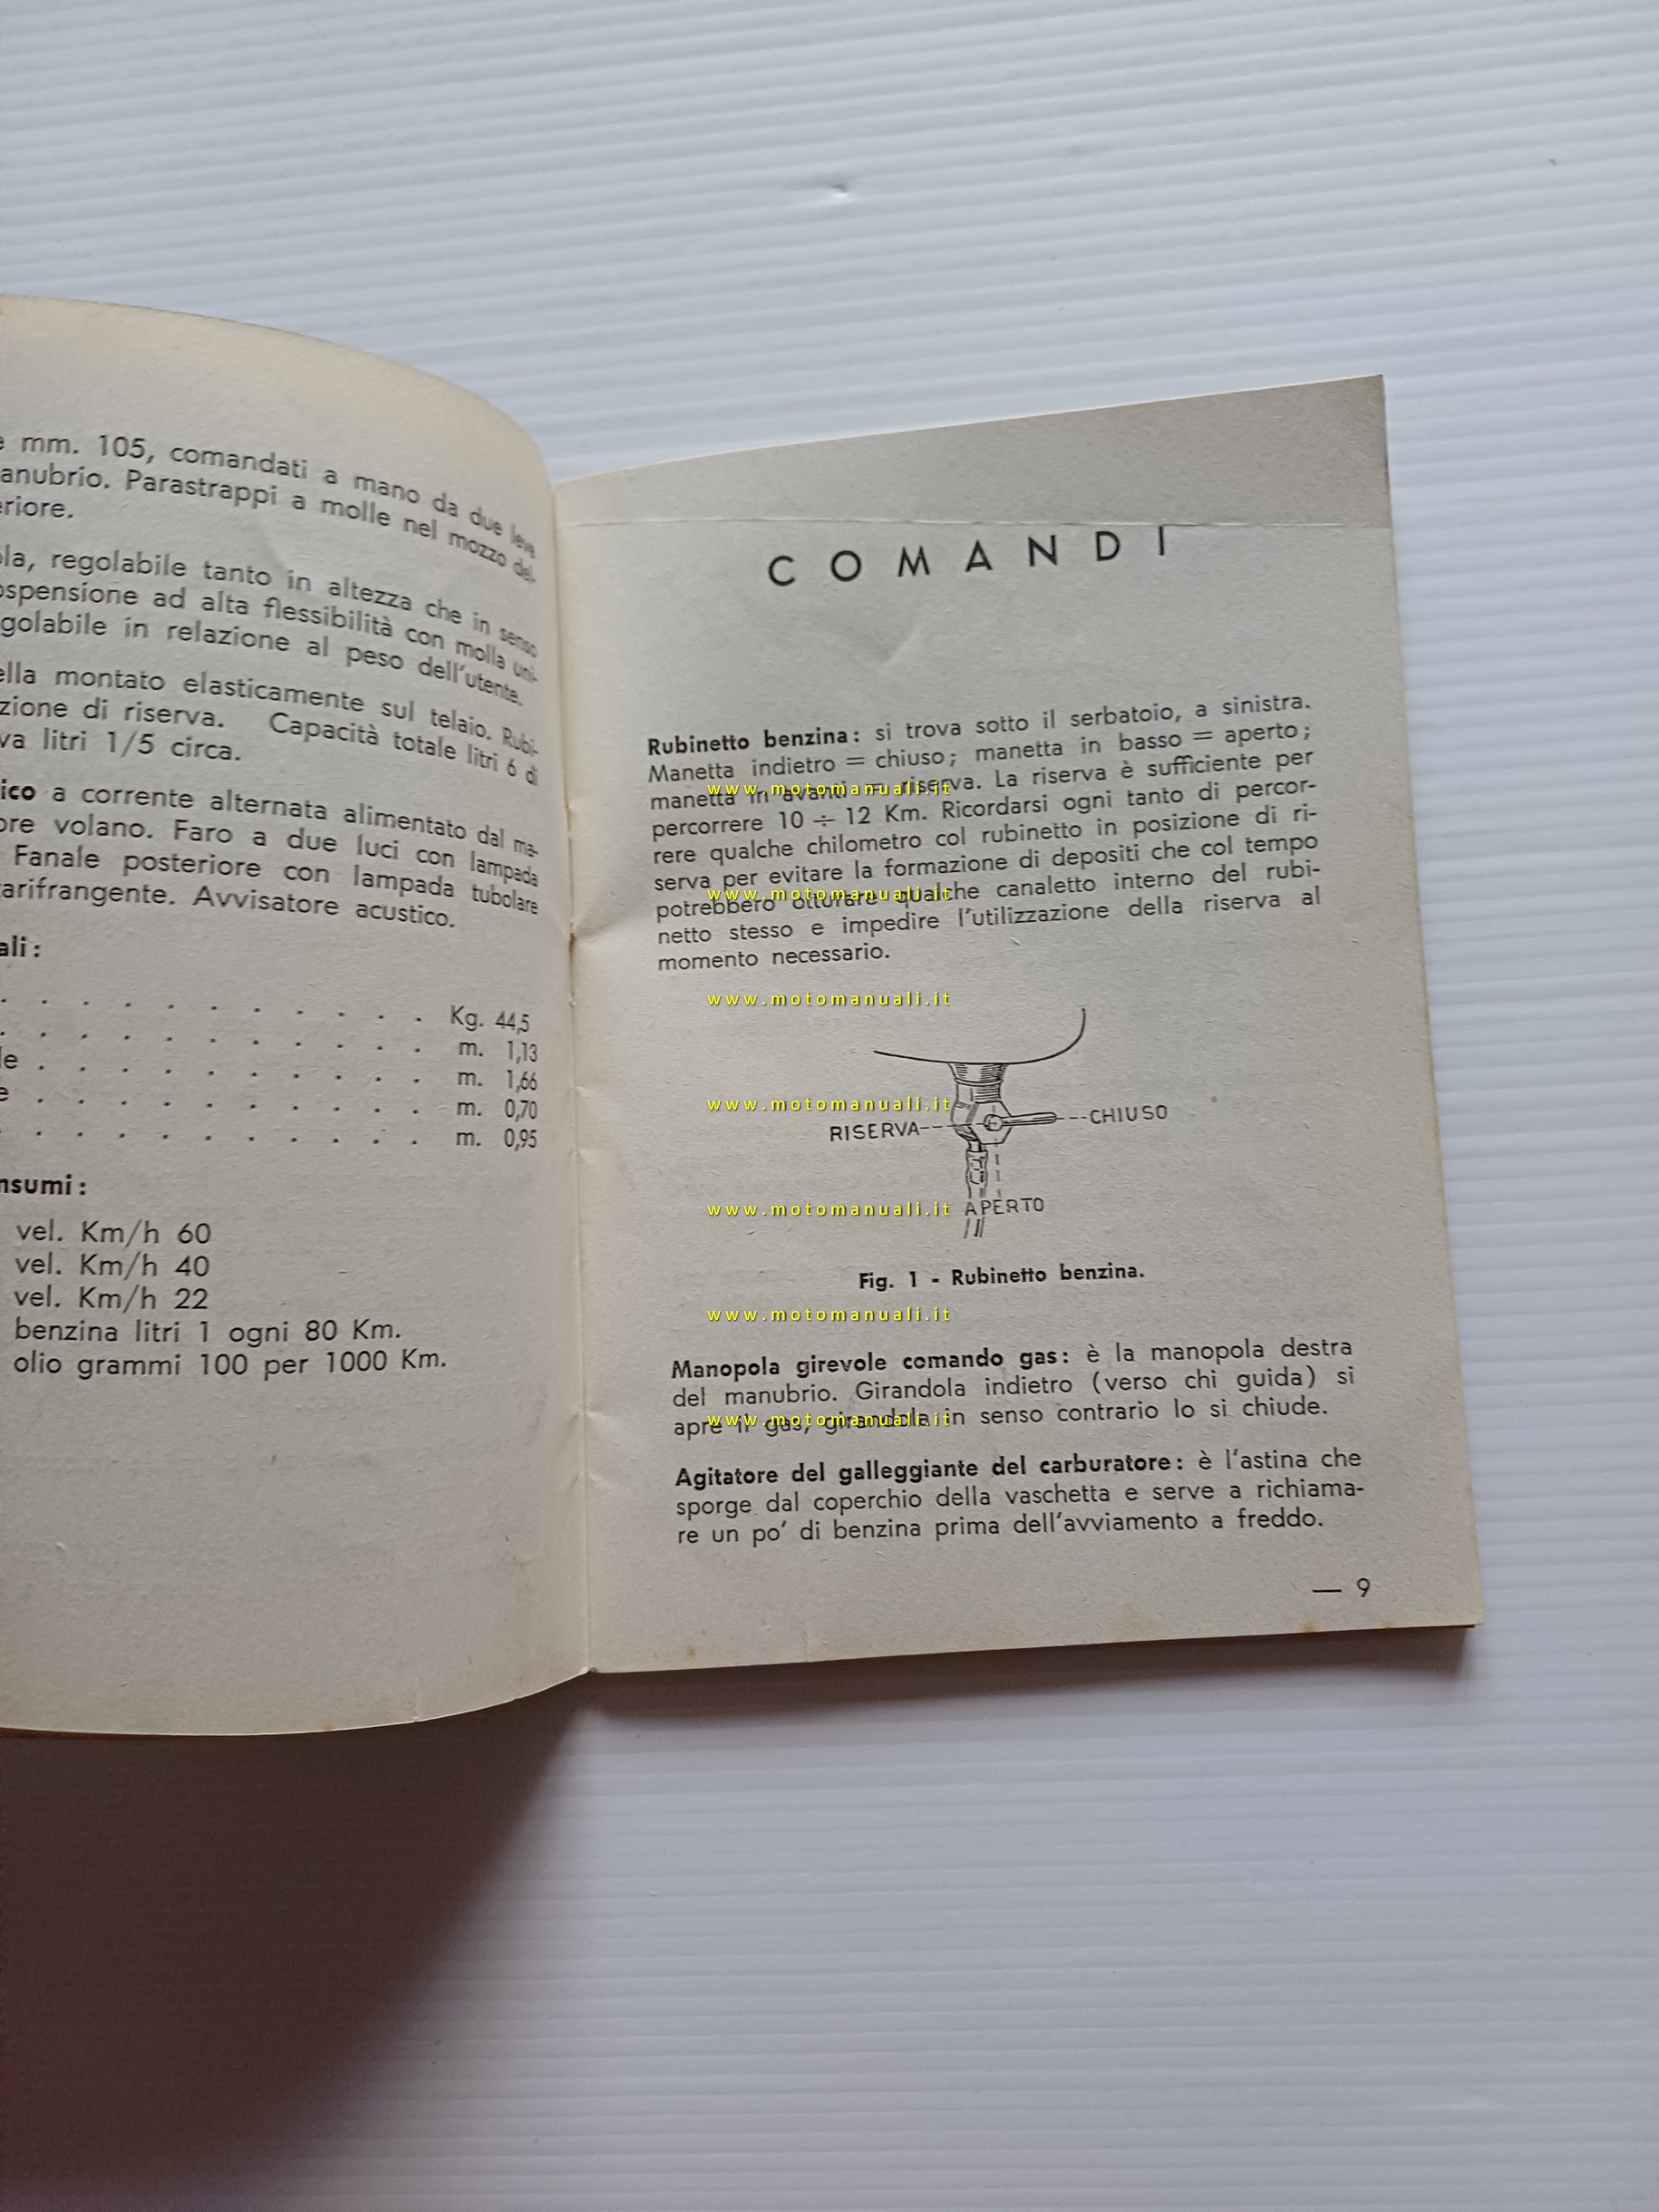 mm. 105, comandati a mano da due leve
anubrio. Parastrappi a molle nel mozzo del-
eriore.
la, regolabile tanto in altezza che in senso
ospensione ad alta flessibilità con molla uni-
golabile in relazione al peso dell'utente.
ella montato elasticamente sul telaio. Rubi-
zione di riserva. Capacità totale litri 6 di
va litri 1/5 circa.
ico a corrente alternata alimentato dal ma-
ore volano. Faro a due luci con lampada
Fanale posteriore con lampada tubolare
arifrangente. Avvisatore acustico.
ali:
. . . . . . . . . . . Kg. 44,5
. . . . . . . . . . . m. 1,13
le . . . . . . . . . . m. 1,66
e . . . . . . . . . . m. 0,70
. . . . . . . . . . m. 0,95
nsumi:
vel. Km/h 60
vel. Km/h 40
vel. Km/h 22
benzina litri 1 ogni 80 Km.
olio grammi 100 per 1000 Km.
COMANDI
Rubinetto benzina: si trova sotto il serbatoio, a sinistra.
Manetta indietro = chiuso; manetta in basso = aperto;
manetta in avanti = riserva. La riserva è sufficiente per
www.motomanuali.it
percorrere 10 ÷ 12 Km. Ricordarsi ogni tanto di percor-
rere qualche chilometro col rubinetto in posizione di ri-
serva per evitare la formazione di depositi che col tempo
www.motomanuali.it
potrebbero otturare qualche canaletto interno del rubi-
netto stesso e impedire l'utilizzazione della riserva al
momento necessario.
www.motomanuali.it
www.motomanuali.it
RISERVA
CHIUSO
www.motomanuali.it
APERTO
Fig. 1 - Rubinetto benzina.
www.motomanuali.it
Manopola girevole comando gas: è la manopola destra
del manubrio. Girandola indietro (verso chi guida) si
apre il gas, girandola in senso contrario lo si chiude.
www.motomanuali.it
Agitatore del galleggiante del carburatore: è l'astina che
sporge dal coperchio della vaschetta e serve a richiama-
re un po' di benzina prima dell'avviamento a freddo.
— 9